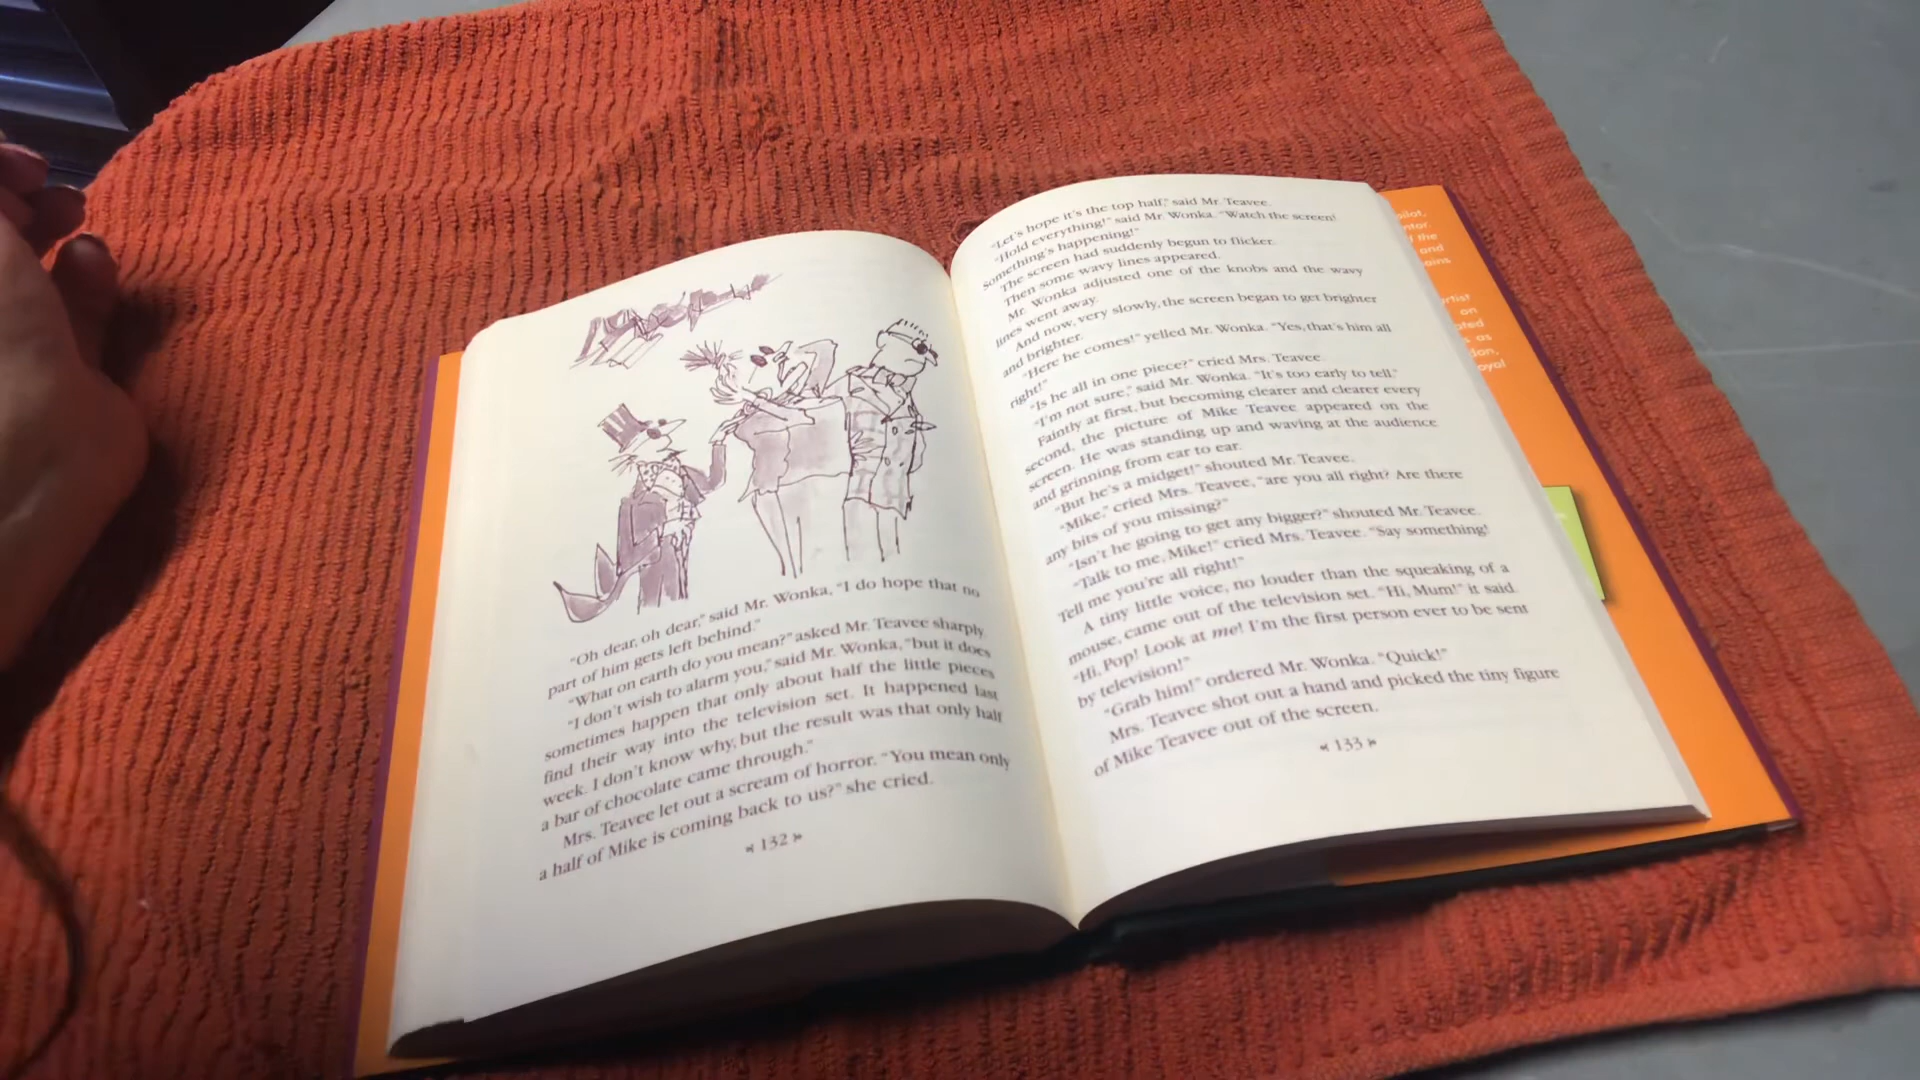 "Oh dear, oh dear," said Mr. Wonka, "I do hope that no
part of him gets left behind."
"What on earth do you mean?" asked Mr. Teavee sharply
"I don't wish to alarm you," said Mr. Wonka, "but it does
sometimes happen that only about half the little pieces
find their way into the television set. It happened last
week. I don't know why, but the result was that only half
a bar of chocolate came through."
Mrs. Teavee let out a scream of horror. "You mean only
a half of Mike is coming back to us?" she cried.
132
"Let's hope it's the top half," said Mr. Teavee.
"Hold everything!" said Mr. Wonka. "Watch the screen!
Something's happening!"
The screen had suddenly begun to flicker.
Then some wavy lines appeared.
Mr. Wonka adjusted one of the knobs and the wavy
lines went away.
And now, very slowly, the screen began to get brighter
and brighter.
"Here he comes!" yelled Mr. Wonka. "Yes, that's him all
right!"
"Is he all in one piece?" cried Mrs. Teavee.
"I'm not sure," said Mr. Wonka. "It's too early to tell."
Faintly at first, but becoming clearer and clearer every
second, the picture of Mike Teavee appeared on the
screen. He was standing up and waving at the audience
and grinning from ear to ear.
"But he's a midget!" shouted Mr. Teavee.
"Mike," cried Mrs. Teavee, "are you all right? Are there
any bits of you missing?"
"Isn't he going to get any bigger?" shouted Mr. Teavee.
"Talk to me, Mike!" cried Mrs. Teavee. "Say something!
Tell me you're all right!"
A tiny little voice, no louder than the squeaking of a
mouse, came out of the television set. "Hi, Mum!" it said.
"Hi, Pop! Look at me! I'm the first person ever to be sent
by television!"
"Grab him!" ordered Mr. Wonka. "Quick!"
Mrs. Teavee shot out a hand and picked the tiny figure
of Mike Teavee out of the screen.
133
the
and
on
as